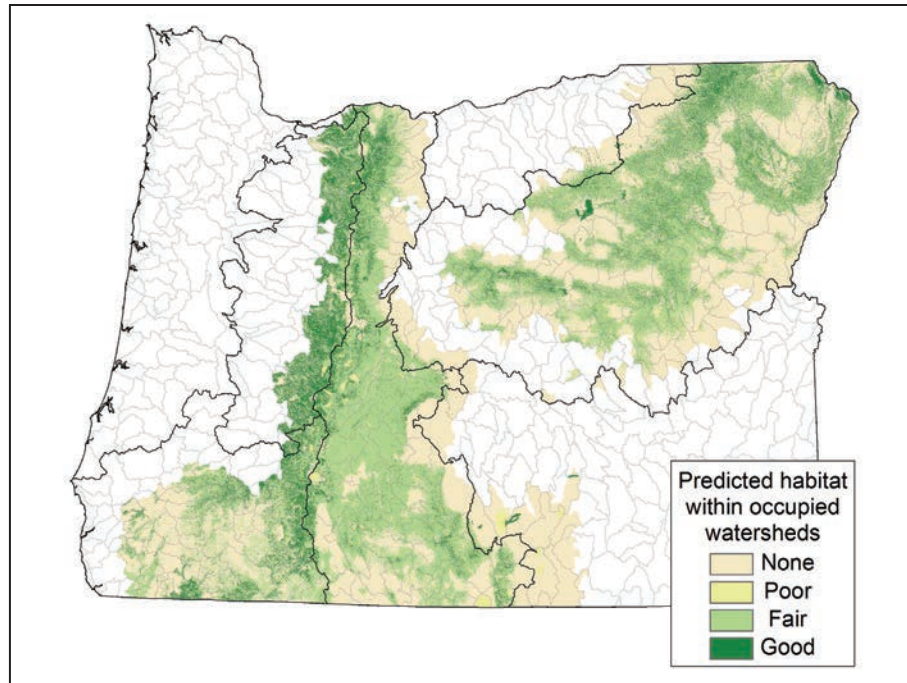 Predicted habitat
within occupied
watersheds
None
Poor
Fair
Good